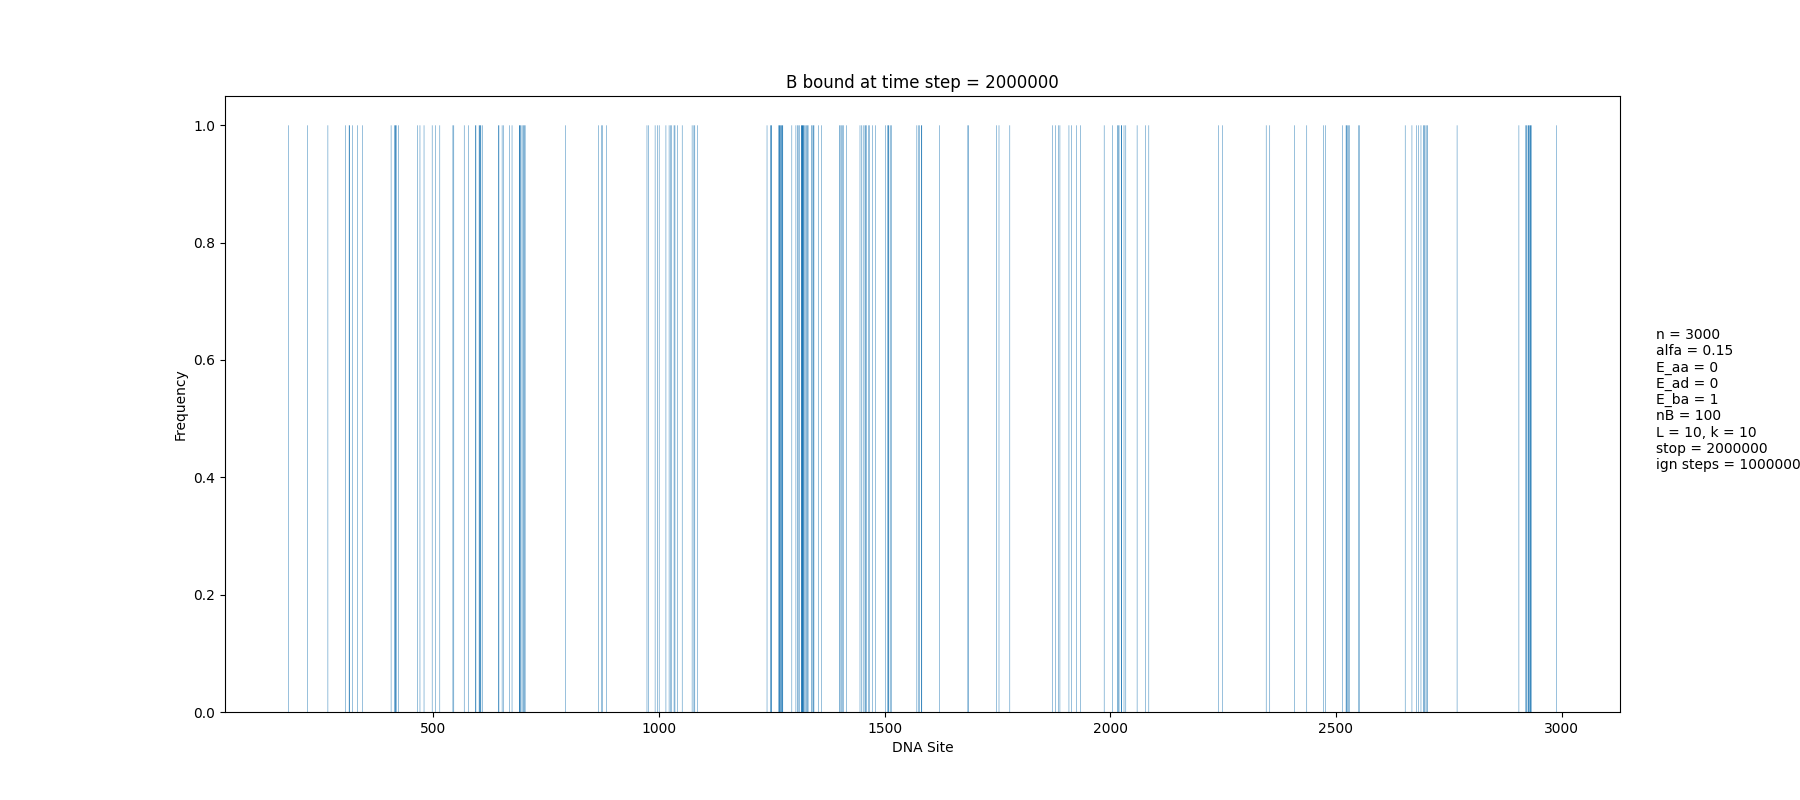 B bound at time step = 2000000
1.0
0.8
0.6
0.4
0.2
0.0
Frequency
500 1000 1500 2000 2500 3000
DNA Site
n = 3000
alfa = 0.15
E_aa = 0
E_ad = 0
E_ba = 1
nB = 100
L = 10, k = 10
stop = 2000000
ign steps = 1000000